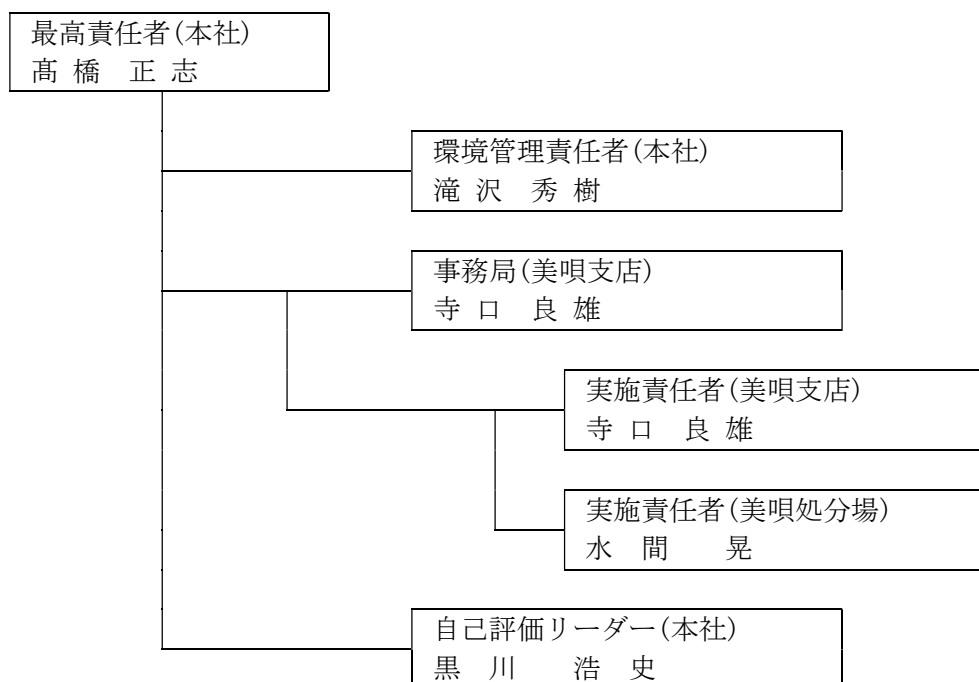 最高責任者(本社)
髙 橋　正 志
環境管理責任者(本社)
滝 沢　秀 樹
事務局(美唄支店)
寺 口　良 雄
実施責任者(美唄支店)
寺 口　良 雄
実施責任者(美唄処分場)
水　間　　晃
自己評価リーダー(本社)
黒　川　　浩　史